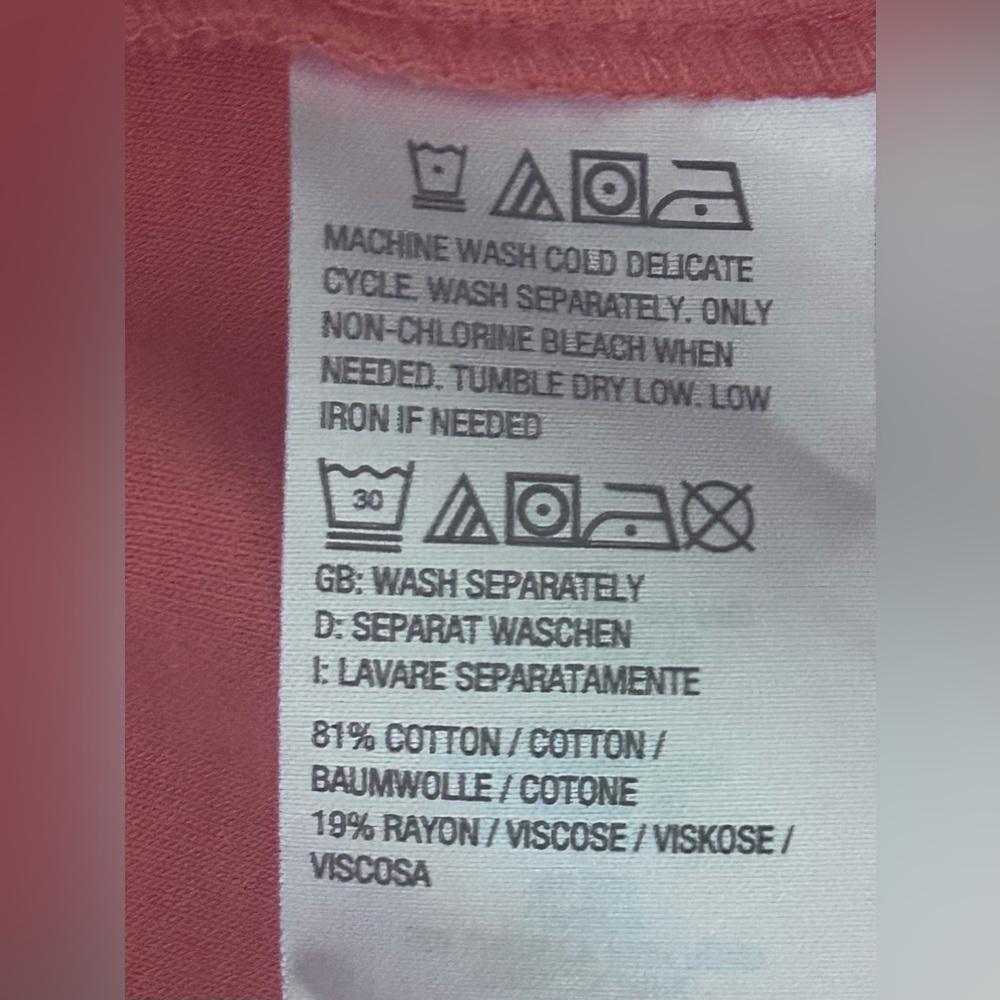 MACHINE WASH COLD DELICATE
CYCLE. WASH SEPARATELY. ONLY
NON-CHLORINE BLEACH WHEN
NEEDED. TUMBLE DRY LOW. LOW
IRON IF NEEDED
30
GB: WASH SEPARATELY
D: SEPARAT WASCHEN
I: LAVARE SEPARATAMENTE
81% COTTON / COTTON /
BAUMWOLLE / COTONE
19% RAYON / VISCOSE / VISKOSE /
VISCOSA